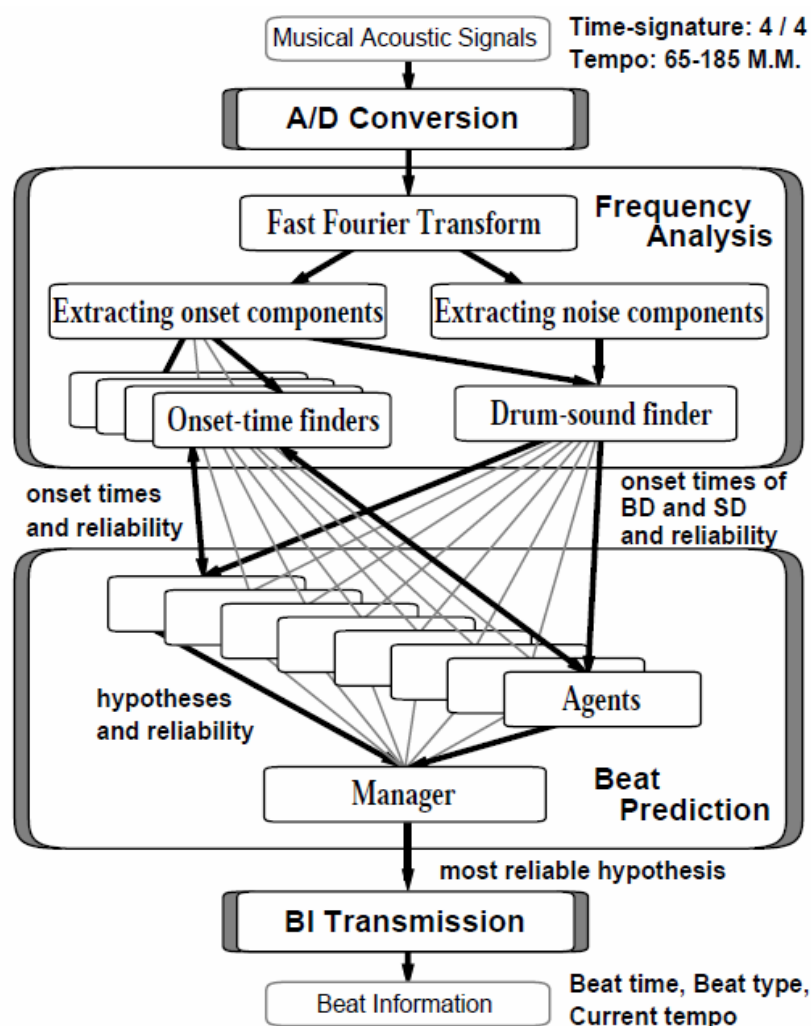 Musical Acoustic Signals
Time-signature: 4 / 4
Tempo: 65-185 M.M.
A/D Conversion
Fast Fourier Transform
Frequency
Analysis
Extracting onset components
Extracting noise components
Onset-time finders
Drum-sound finder
onset times
and reliability
onset times of
BD and SD
and reliability
hypotheses
and reliability
Agents
Manager
Beat
Prediction
most reliable hypothesis
BI Transmission
Beat Information
Beat time, Beat type,
Current tempo